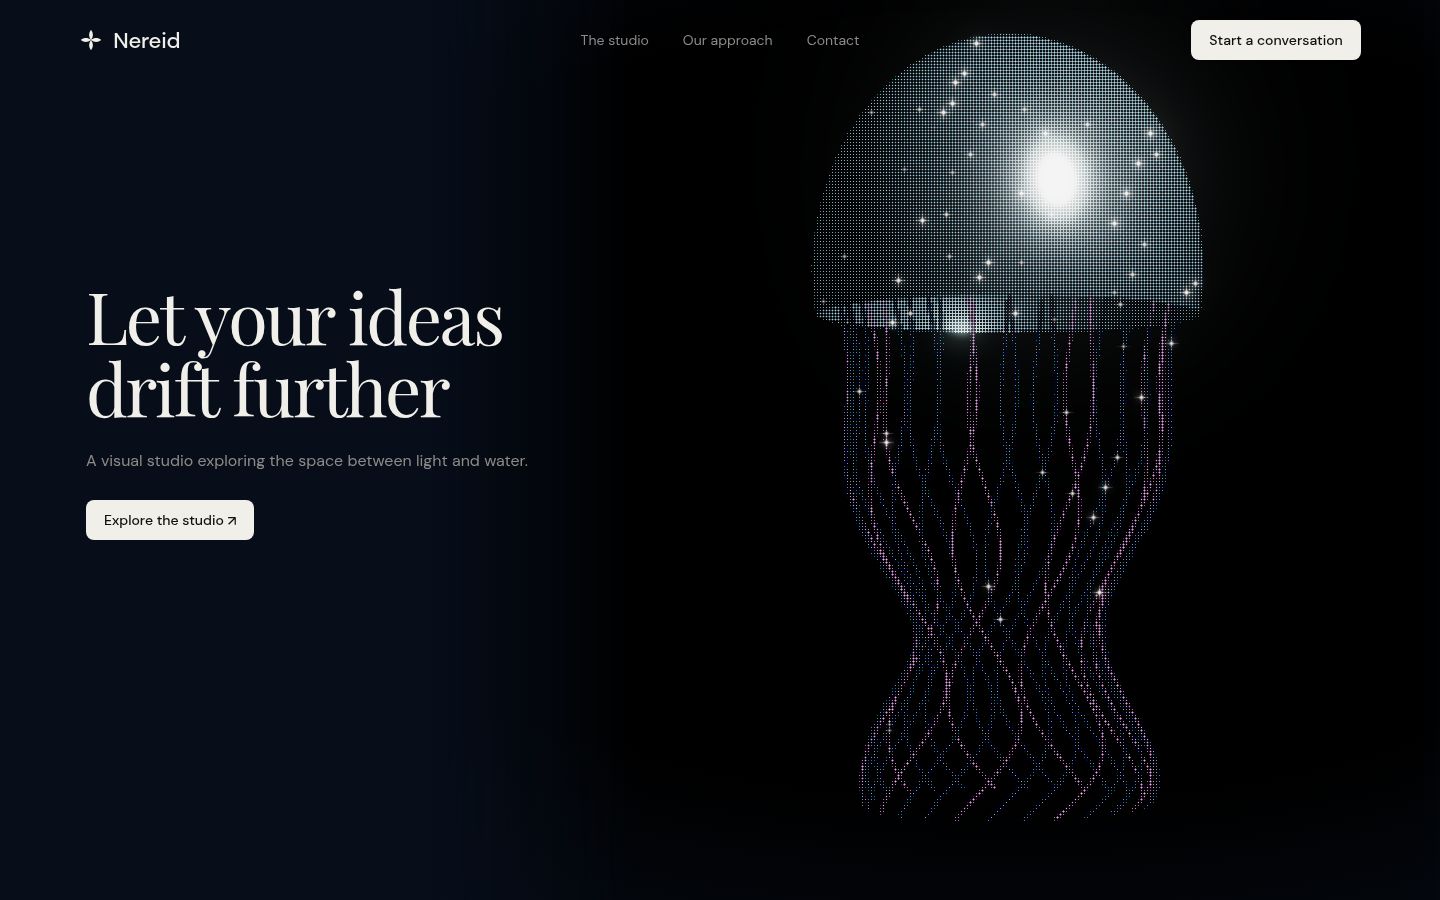 Nereid
The studio
Our approach
Contact
Start a conversation
Let your ideas
drift further
A visual studio exploring the space between light and water.
Explore the studio ↗